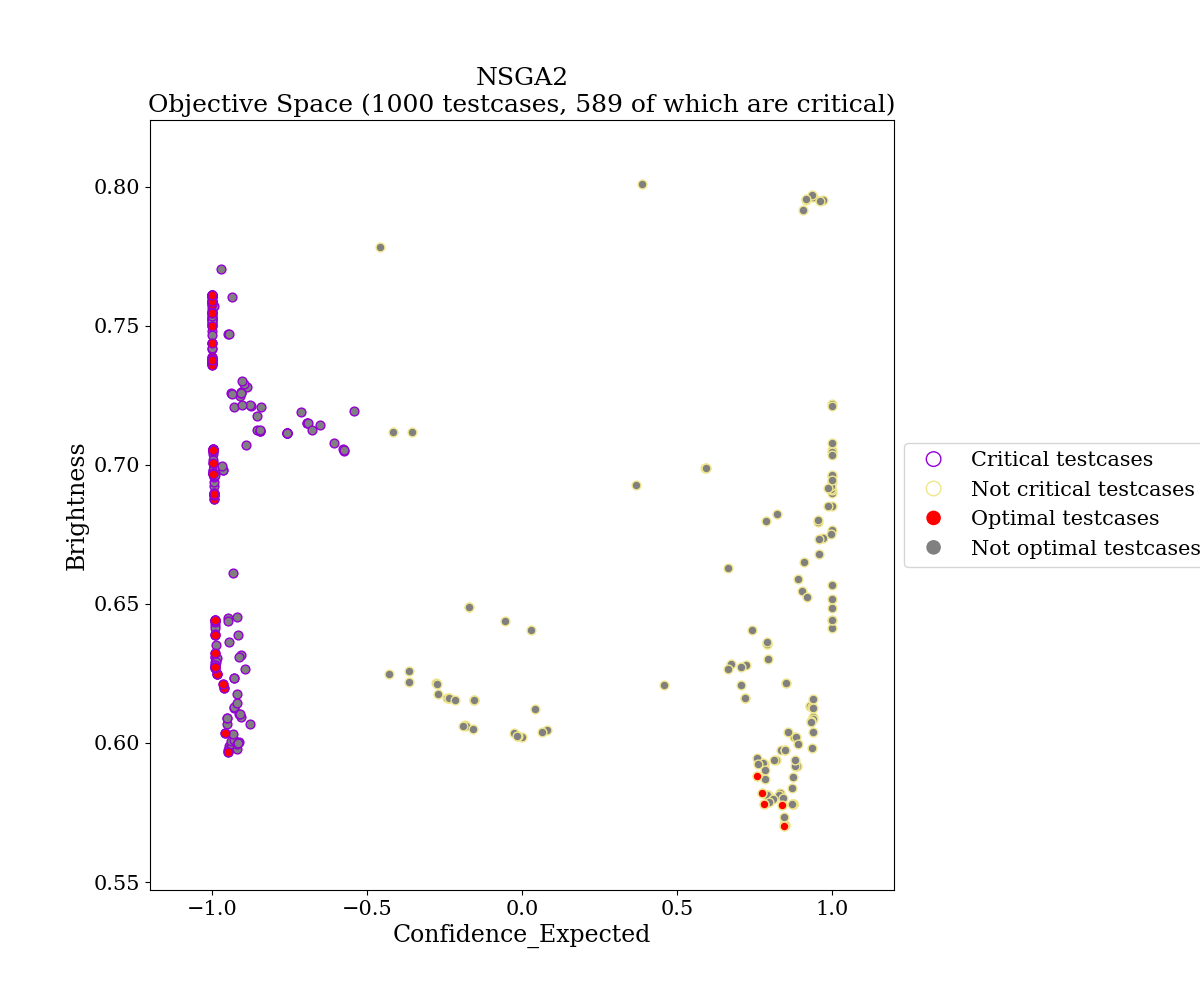 NSGA2
Objective Space (1000 testcases, 589 of which are critical)
0.80
0.75
0.70
0.65
0.60
0.55
Brightness
−1.0
−0.5
0.0
0.5
1.0
Confidence_Expected
Critical testcases
Not critical testcases
Optimal testcases
Not optimal testcases